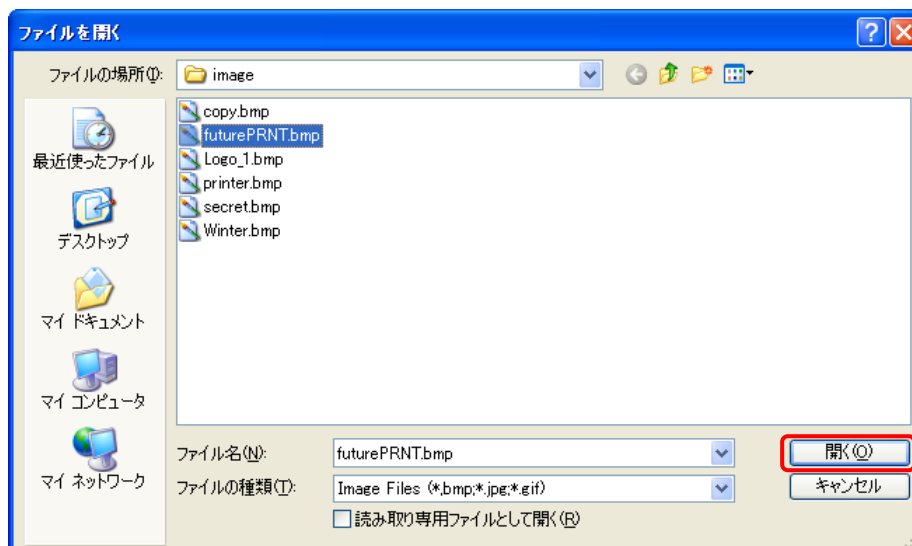 ファイルを開く
ファイルの場所(I):
image
copy.bmp
futurePRNT.bmp
Logo_1.bmp
printer.bmp
secret.bmp
Winter.bmp
最近使ったファイル
デスクトップ
マイ ドキュメント
マイ コンピュータ
マイ ネットワーク
ファイル名(N):
futurePRNT.bmp
開く(O)
ファイルの種類(T):
Image Files (*.bmp;*.jpg;*.gif)
キャンセル
読み取り専用ファイルとして開く(R)